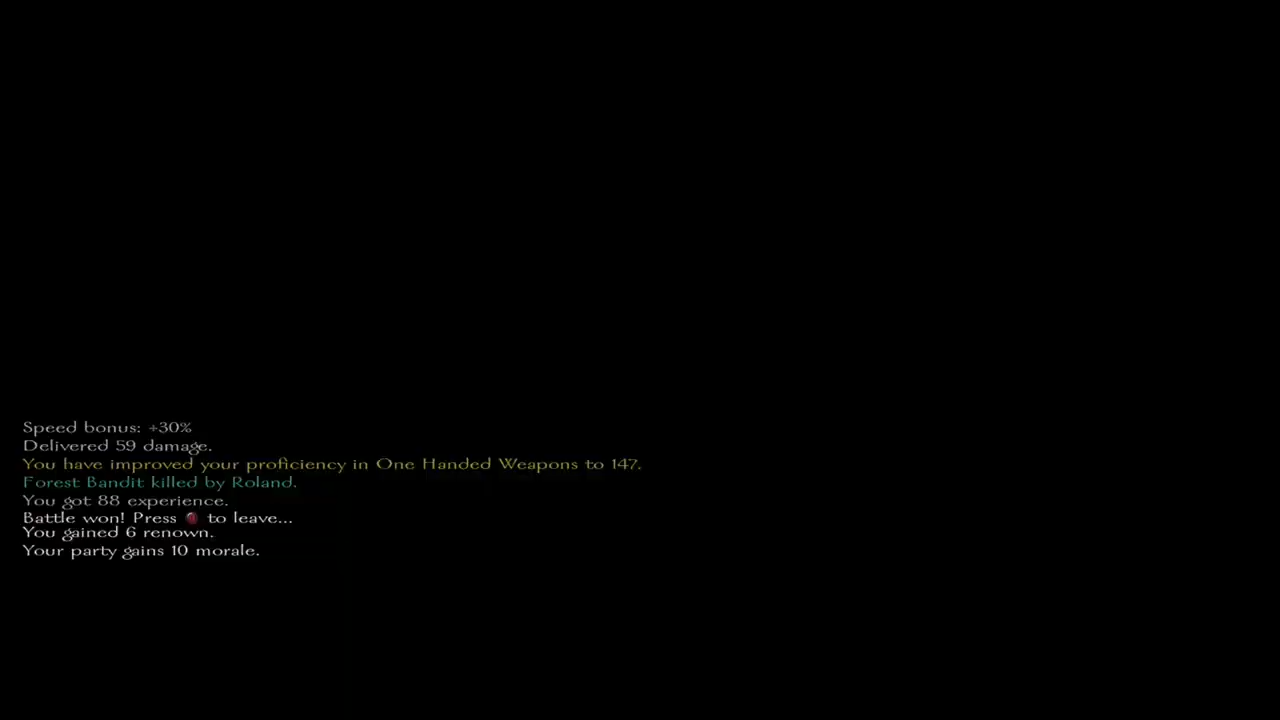 Speed bonus: +30%
Delivered 59 damage.
You have improved your proficiency in One Handed Weapons to 147.
Forest Bandit killed by Roland.
You got 88 experience.
Battle won! Press to leave...
You gained 6 renown.
Your party gains 10 morale.